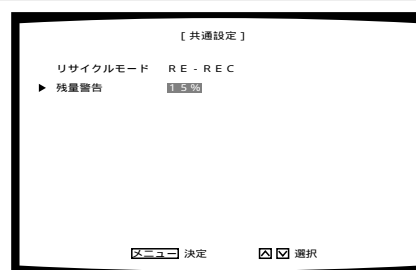 [ 共通設定 ]
リサイクルモード RE-REC
▶ 残量警告 15%
メニュー 決定 選択